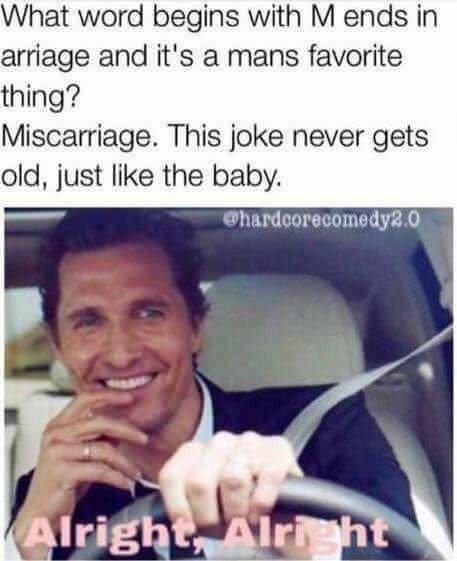 What word begins with M ends in
arriage and it's a mans favorite
thing?
Miscarriage. This joke never gets
old, just like the baby.
@hardcorecomedy2.0
Alright, Alright